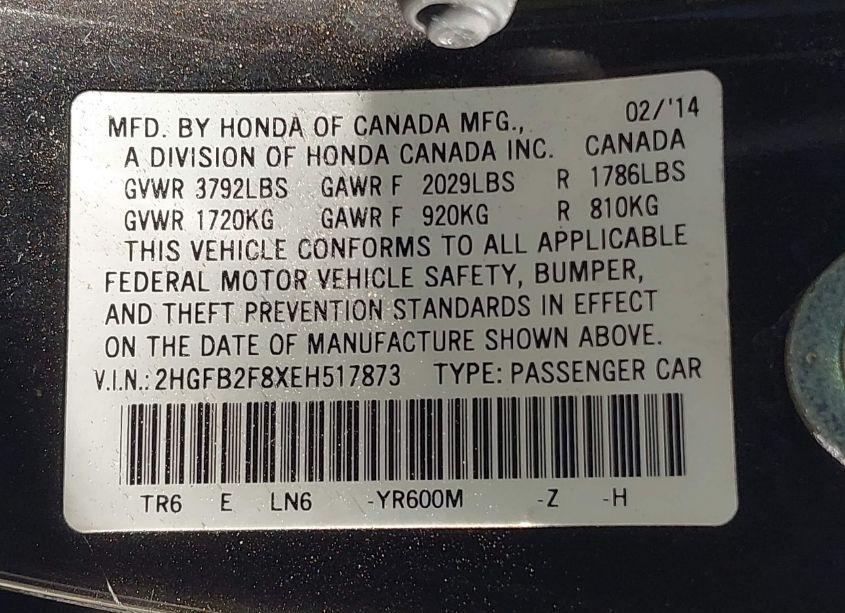 MFD. BY HONDA OF CANADA MFG., 02/'14
A DIVISION OF HONDA CANADA INC. CANADA
GVWR 3792LBS GAWR F 2029LBS R 1786LBS
GVWR 1720KG GAWR F 920KG R 810KG
THIS VEHICLE CONFORMS TO ALL APPLICABLE
FEDERAL MOTOR VEHICLE SAFETY, BUMPER,
AND THEFT PREVENTION STANDARDS IN EFFECT
ON THE DATE OF MANUFACTURE SHOWN ABOVE.
V.I.N.: 2HGFB2F8XEH517873 TYPE: PASSENGER CAR
TR6 E LN6 -YR600M -Z -H